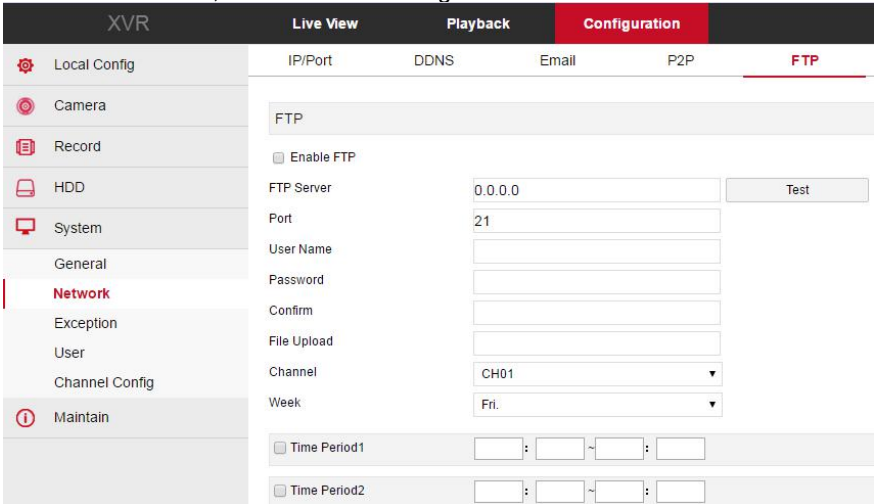 XVR Live View Playback Configuration
Local Config
Camera
Record
HDD
System
General
Network
Exception
User
Channel Config
Maintain
IP/Port DDNS Email P2P FTP
FTP
Enable FTP
FTP Server 0.0.0.0 Test
Port 21
User Name
Password
Confirm
File Upload
Channel CH01
Week Fri.
Time Period1 : ~ :
Time Period2 : ~ :